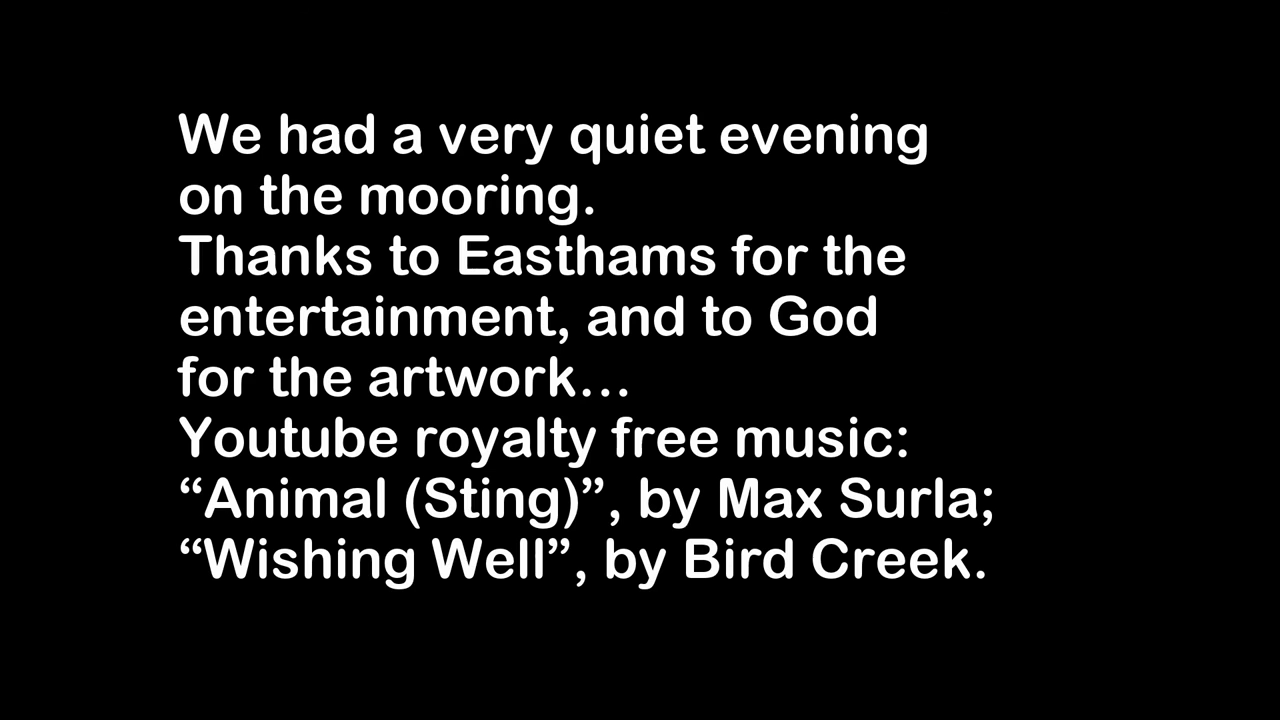 We had a very quiet evening
on the mooring.
Thanks to Easthams for the
entertainment, and to God
for the artwork...
Youtube royalty free music:
“Animal (Sting)”, by Max Surla;
“Wishing Well”, by Bird Creek.